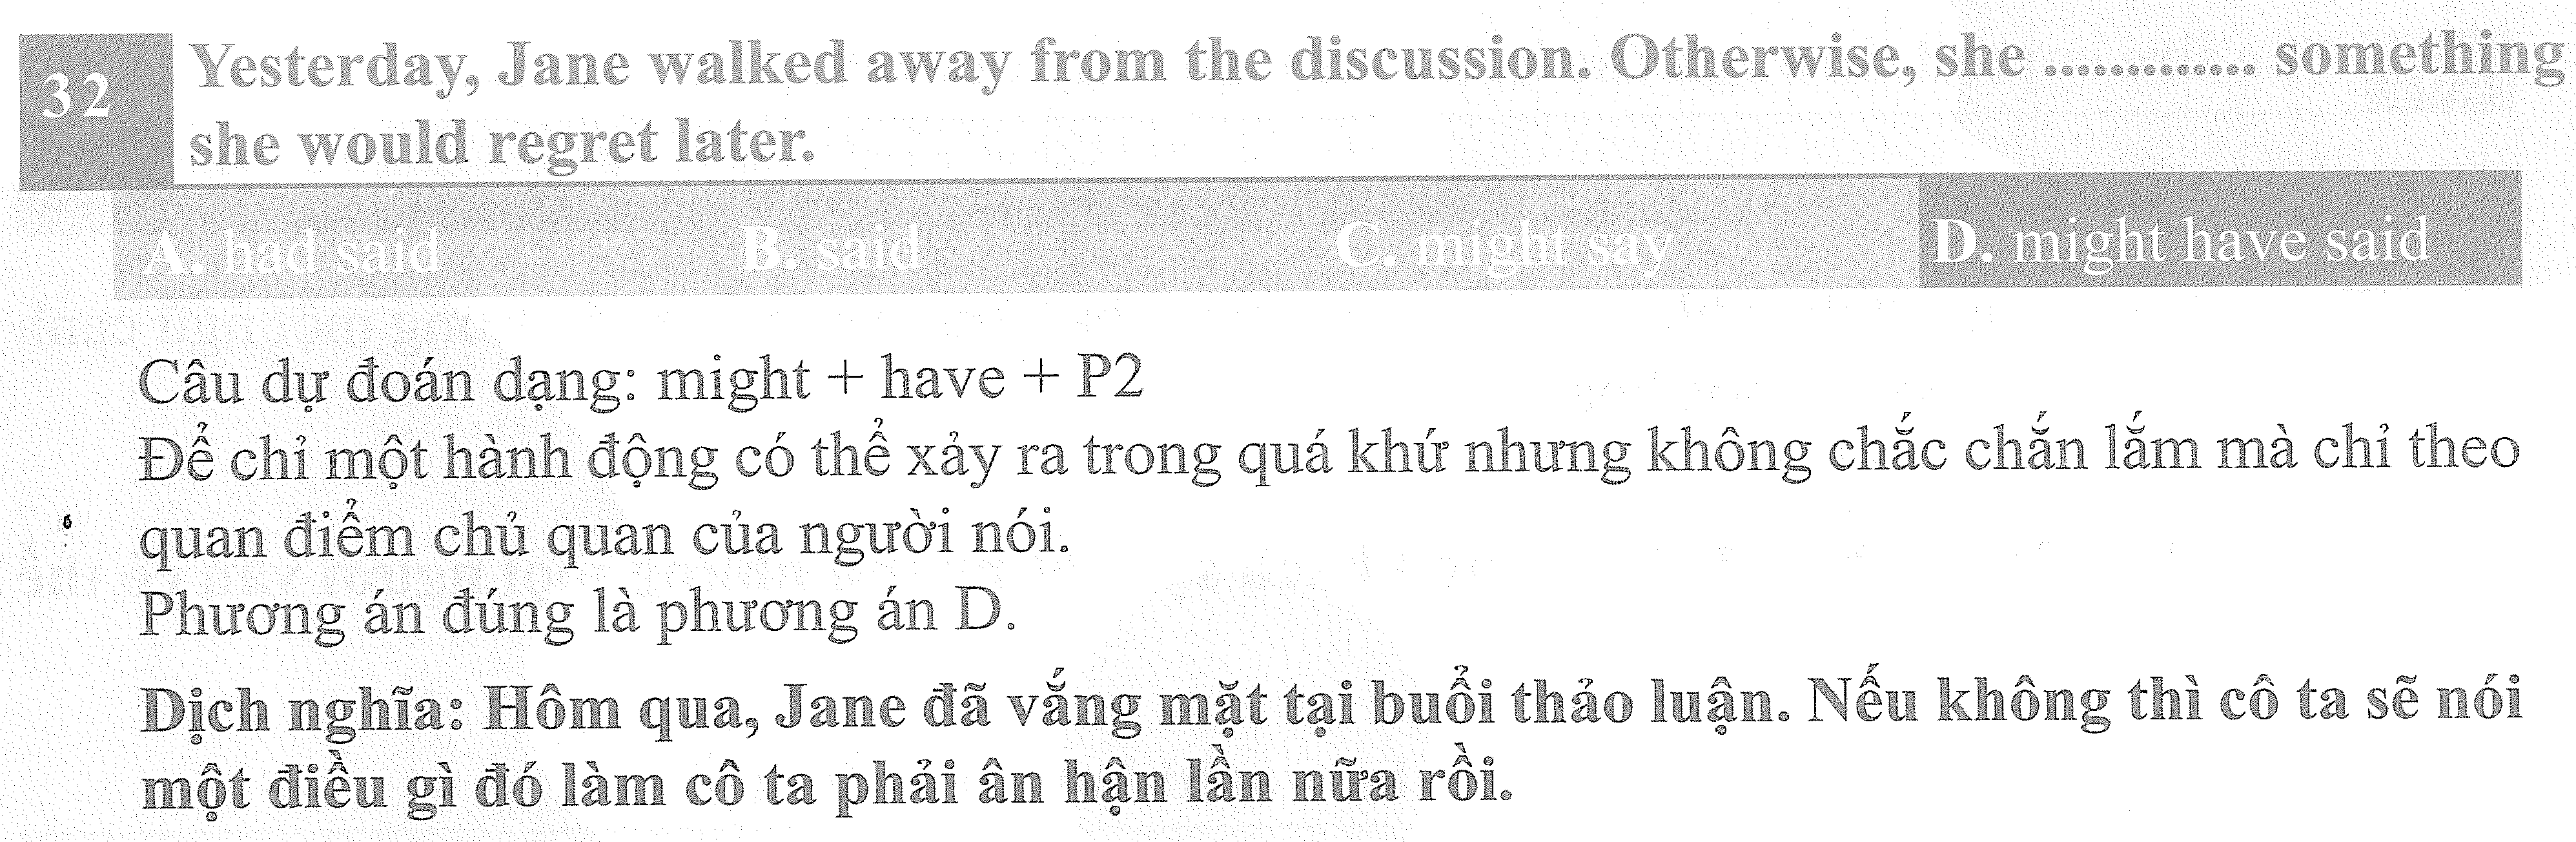 32
Yesterday, Jane walked away from the discussion. Otherwise, she ............. something
she would regret later.
A. had said B. said C. might say D. might have said
Câu dự đoán dạng: might + have + P2
Để chỉ một hành động có thể xảy ra trong quá khứ nhưng không chắc chắn lắm mà chỉ theo
quan điểm chủ quan của người nói.
Phương án đúng là phương án D.
Dịch nghĩa: Hôm qua, Jane đã vắng mặt tại buổi thảo luận. Nếu không thì cô ta sẽ nói
một điều gì đó làm cô ta phải ân hận lần nữa rồi.